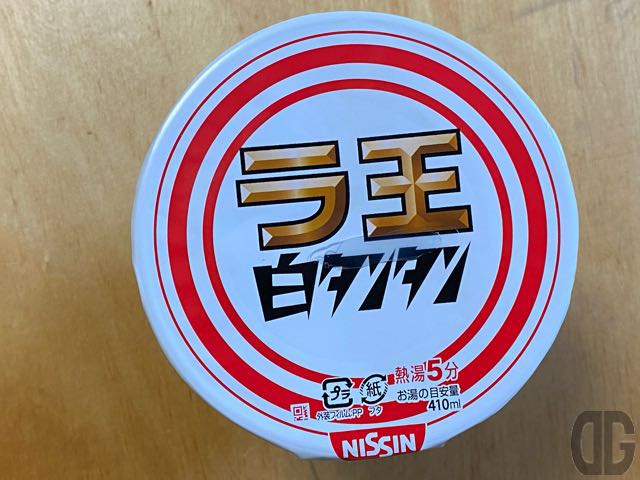 ラ王
白タンタン
熱湯5分
お湯の目安量
410ml
プラ 紙
外装フィルム:PP フタ
NISSIN
DG